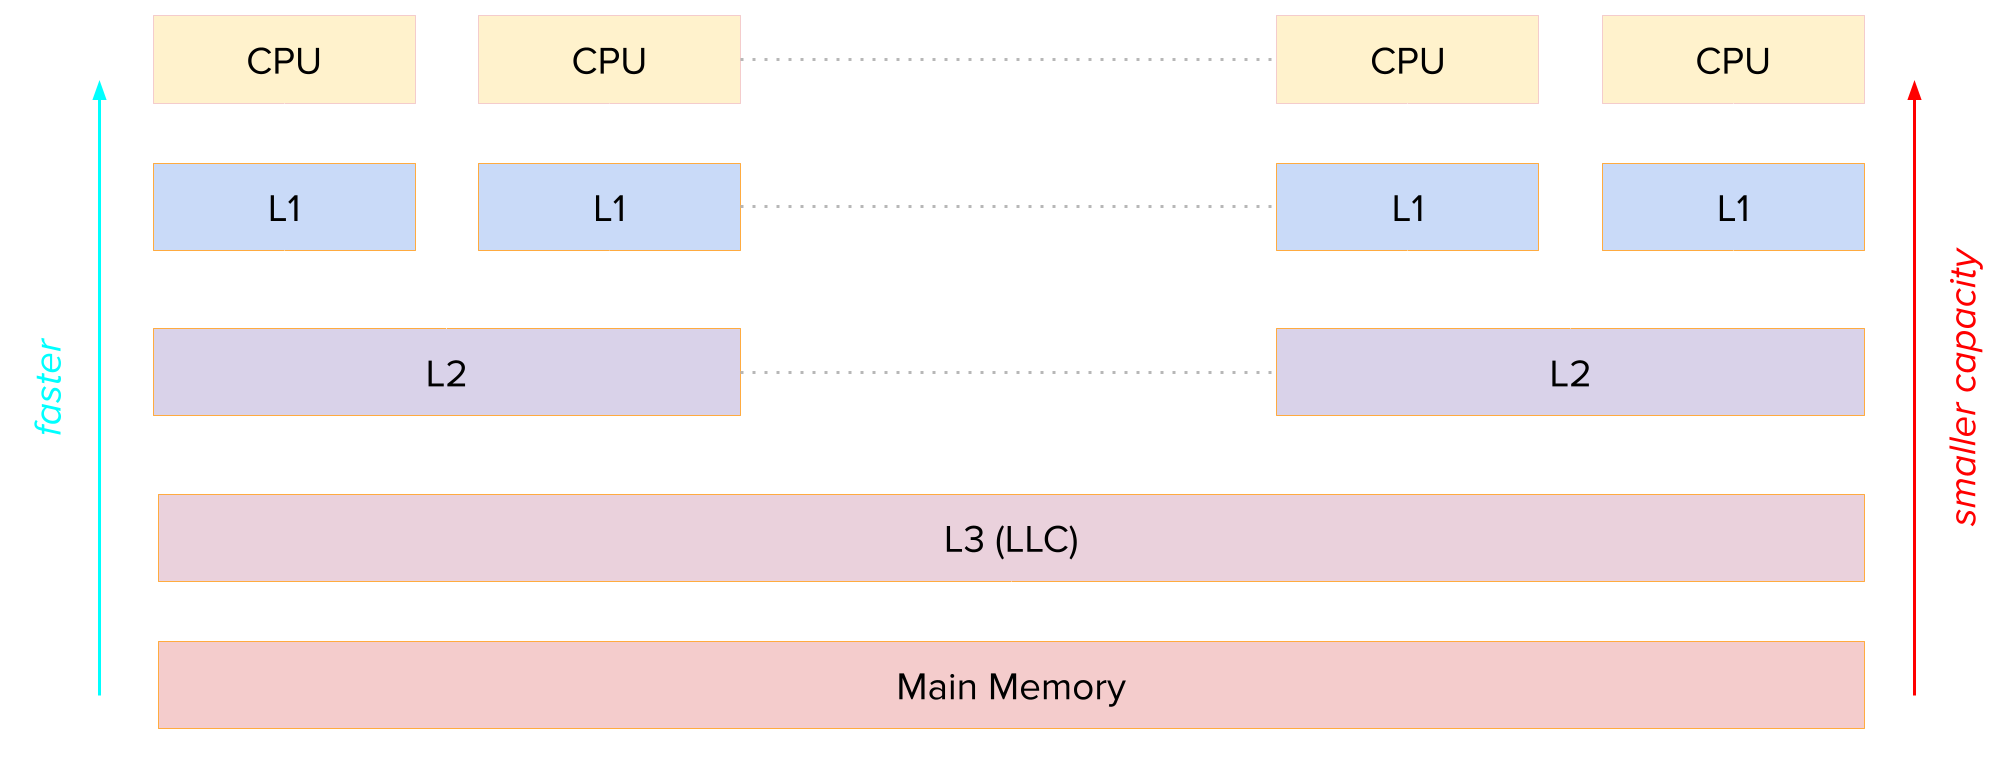 CPU
CPU
CPU
CPU
L1
L1
L1
L1
L2
L2
L3 (LLC)
Main Memory
faster
smaller capacity